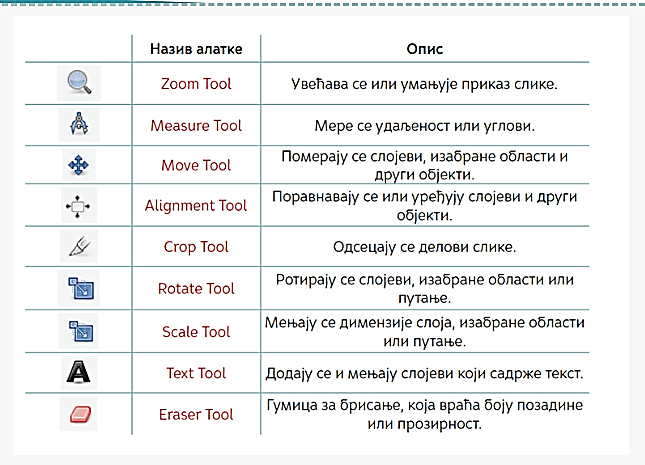 Назив алатке Опис
Zoom Tool Увећава се или умањује приказ слике.
Measure Tool Мере се удаљеност или углови.
Move Tool Померају се слојеви, изабране области и
други објекти.
Alignment Tool Поравнавају се или уређују слојеви и други
објекти.
Crop Tool Одсецају се делови слике.
Rotate Tool Ротирају се слојеви, изабране области или
путање.
Scale Tool Мењају се димензије слоја, изабране области
или путање.
Text Tool Додају се и мењају слојеви који садрже текст.
Eraser Tool Гумица за брисање, која враћа боју позадине
или прозирност.